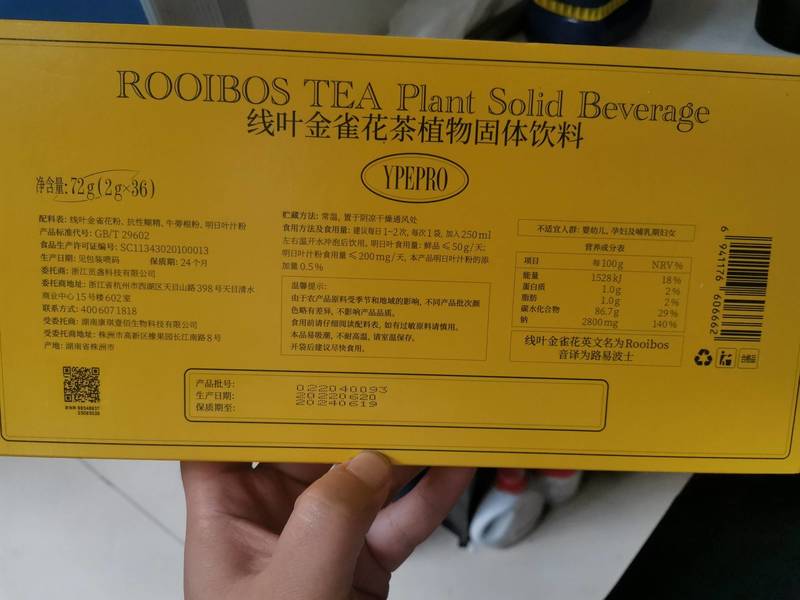 ROOIBOS TEA Plant Solid Beverage
线叶金雀花茶植物固体饮料
YPEPRO
净含量:72g(2g×36)
配料表: 线叶金雀花粉、抗性糊精、牛蒡根粉、明日叶汁粉
产品标准代号: GB/T 29602
食品生产许可证编号: SC11343020100013
生产日期: 见包装喷码 保质期: 24个月
委托商: 浙江觅逸科技有限公司
委托商地址: 浙江省杭州市西湖区天目山路398号天目清水
商业中心15号楼602室
联系方式: 4006071818
受委托商: 湖南康琪壹佰生物科技有限公司
受委托商地址: 株洲市高新区栗雨工业园长江南路8号
产地: 湖南省株洲市
贮藏方法: 常温, 置于阴凉干燥通风处
食用方法及食用量: 建议每日1~2次, 每次1袋, 加入250ml
左右温开水冲泡后饮用。明日叶食用量: 鲜品≤50g/天;
明日叶汁粉食用量≤200mg/天, 本产品明日叶汁粉的添
加量0.5%
温馨提示:
由于农产品原料受季节和地域的影响, 不同产品批次颜
色略有差异, 不影响产品品质。
食用前请仔细阅读配料表, 如有过敏原料请慎用。
本品易吸潮, 不耐高温, 请室温保存。
开袋后建议尽快食用。
不适宜人群: 婴幼儿, 孕妇及哺乳期妇女
营养成分表
项目 每100g NRV%
能量 1528kJ 18%
蛋白质 1.0g 2%
脂肪 1.0g 2%
碳水化合物 86.7g 29%
钠 2800mg 140%
线叶金雀花英文名为Rooibos
音译为路易波士
6 941176 606662
合格品
产品批号: 022040093
生产日期: 20220620
保质期至: 20240619